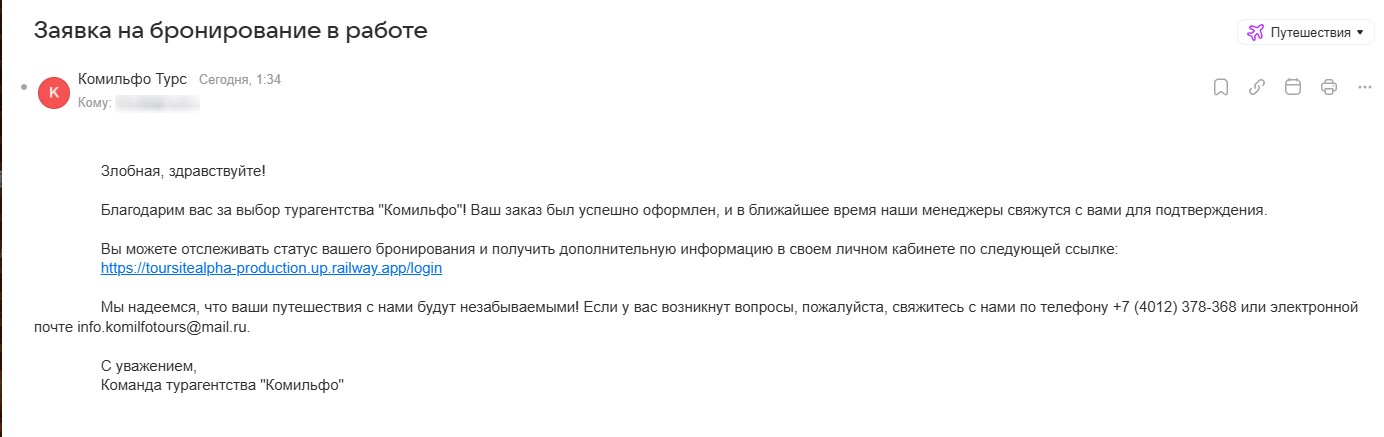 Заявка на бронирование в работе
Путешествия
К
Комильфо Турс Сегодня, 1:34
Кому:
Злобная, здравствуйте!
Благодарим вас за выбор турагентства "Комильфо"! Ваш заказ был успешно оформлен, и в ближайшее время наши менеджеры свяжутся с вами для подтверждения.
Вы можете отслеживать статус вашего бронирования и получить дополнительную информацию в своем личном кабинете по следующей ссылке:
https://toursitealpha-production.up.railway.app/login
Мы надеемся, что ваши путешествия с нами будут незабываемыми! Если у вас возникнут вопросы, пожалуйста, свяжитесь с нами по телефону +7 (4012) 378-368 или электронной
почте info.komilfotours@mail.ru.
С уважением,
Команда турагентства "Комильфо"